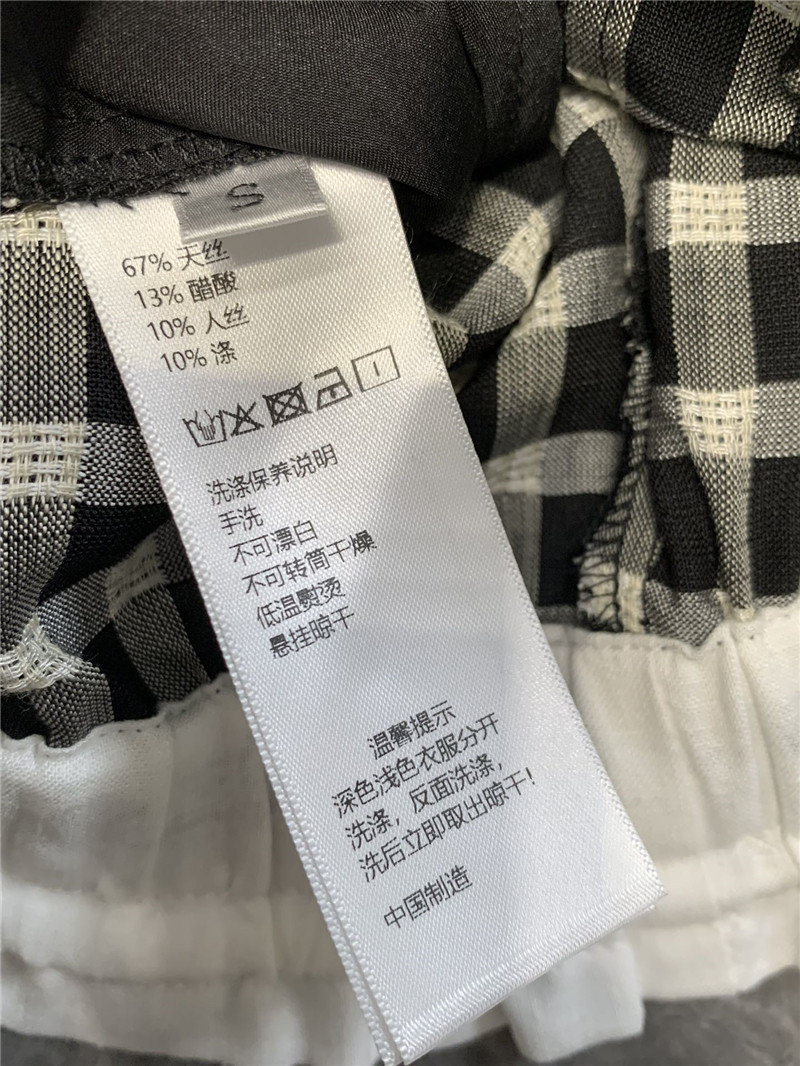 S
67% 天丝
13% 醋酸
10% 人丝
10% 涤
洗涤保养说明
手洗
不可漂白
不可转筒干燥
低温熨烫
悬挂晾干
温馨提示
深色浅色衣服分开
洗涤，反面洗涤，
洗后立即取出晾干！
中国制造